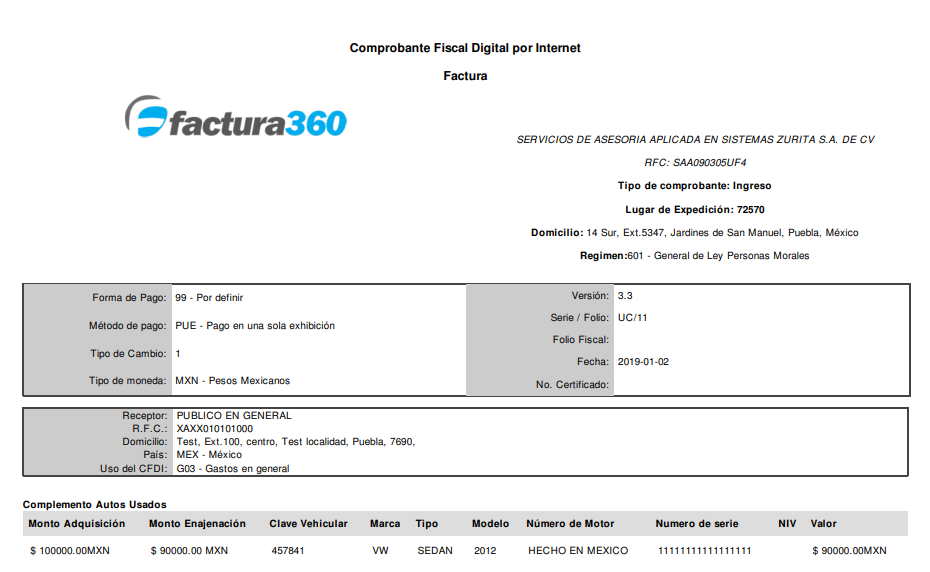 Comprobante Fiscal Digital por Internet
Factura
factura360
SERVICIOS DE ASESORIA APLICADA EN SISTEMAS ZURITA S.A. DE CV
RFC: SAA090305UF4
Tipo de comprobante: Ingreso
Lugar de Expedición: 72570
Domicilio: 14 Sur, Ext.5347, Jardines de San Manuel, Puebla, México
Regimen:601 - General de Ley Personas Morales
Forma de Pago: 99 - Por definir
Método de pago: PUE - Pago en una sola exhibición
Tipo de Cambio: 1
Tipo de moneda: MXN - Pesos Mexicanos
Versión: 3.3
Serie / Folio: UC/11
Folio Fiscal:
Fecha: 2019-01-02
No. Certificado:
Receptor: PUBLICO EN GENERAL
R.F.C.: XAXX010101000
Domicilio: Test, Ext.100, centro, Test localidad, Puebla, 7690,
País: MEX - México
Uso del CFDI: G03 - Gastos en general
Complemento Autos Usados
Monto Adquisición Monto Enajenación Clave Vehicular Marca Tipo Modelo Número de Motor Numero de serie NIV Valor
$ 100000.00MXN $ 90000.00 MXN 457841 VW SEDAN 2012 HECHO EN MEXICO 11111111111111111 $ 90000.00MXN